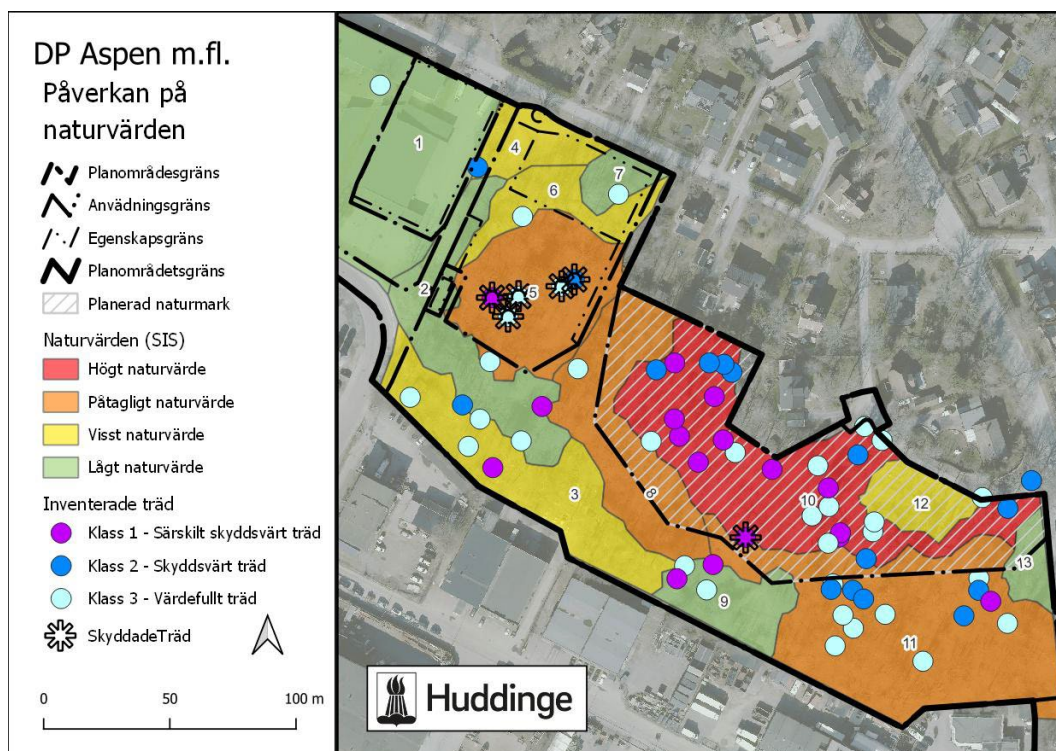 DP Aspen m.fl.
Påverkan på
naturvärden
Planområdesgräns
Anvädningsgräns
Egenskapsgräns
Planområdetsgräns
Planerad naturmark
Naturvärden (SIS)
Högt naturvärde
Påtagligt naturvärde
Visst naturvärde
Lågt naturvärde
Inventerade träd
Klass 1 - Särskilt skyddsvärt träd
Klass 2 - Skyddsvärt träd
Klass 3 - Värdefullt träd
SkyddadeTräd
0 50 100 m
1
4
7
6
2
5
3
8
10
12
9
13
11
Huddinge